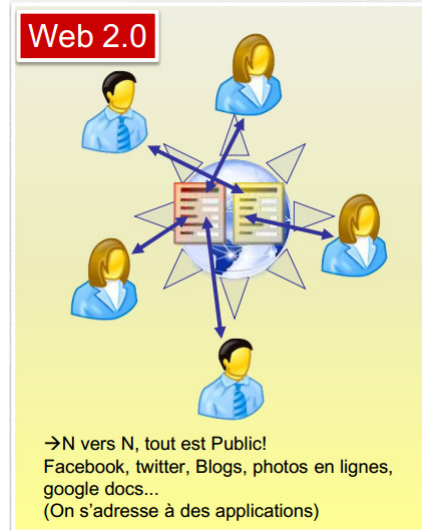 Web 2.0
→N vers N, tout est Public!
Facebook, twitter, Blogs, photos en lignes,
google docs...
(On s'adresse à des applications)